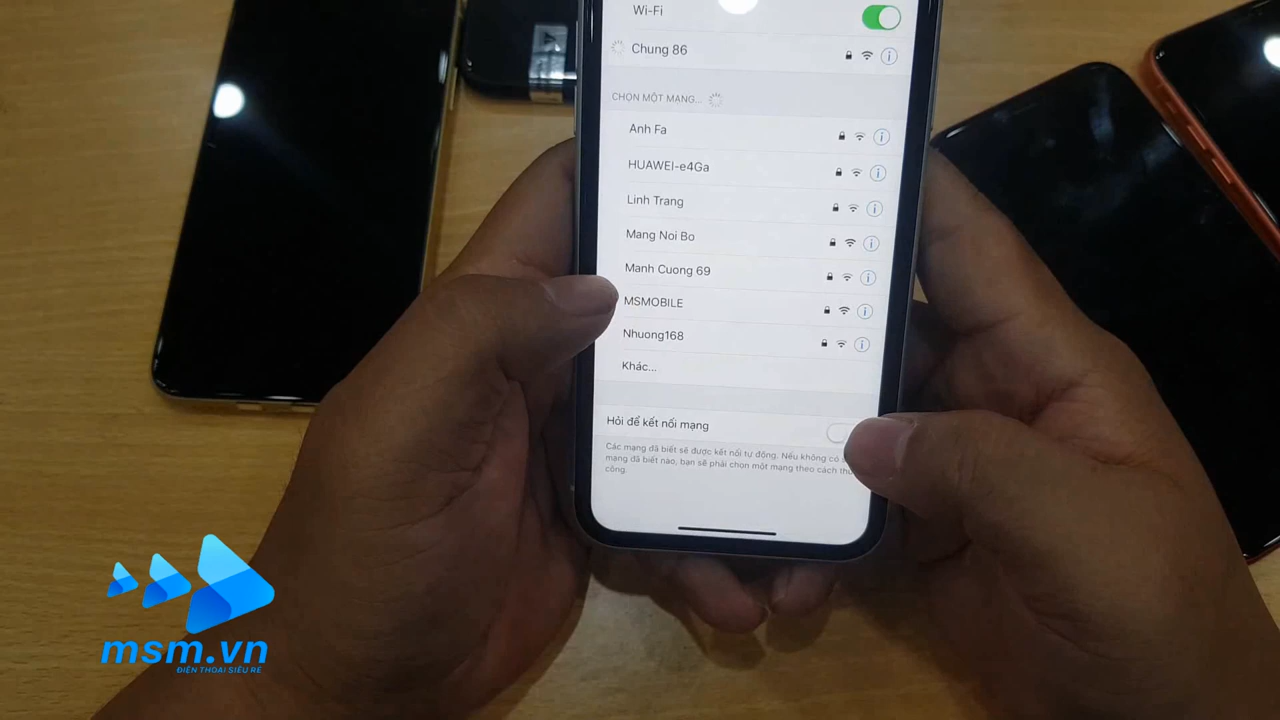 Wi-Fi
Chung 86
CHỌN MỘT MẠNG...
Anh Fa
HUAWEI-e4Ga
Linh Trang
Mang Noi Bo
Manh Cuong 69
MSMOBILE
Nhuong168
Khác...
Hỏi để kết nối mạng
Các mạng đã biết sẽ được kết nối tự động. Nếu không có
mạng đã biết nào, bạn sẽ phải chọn một mạng theo cách thủ
công.
msm.vn
ĐIỆN THOẠI SIÊU RẺ